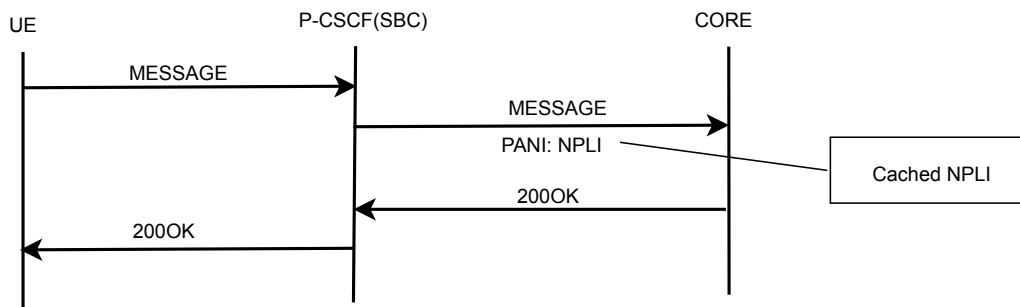 UE
P-CSCF(SBC)
CORE
MESSAGE
MESSAGE
PANI: NPLI
Cached NPLI
200OK
200OK